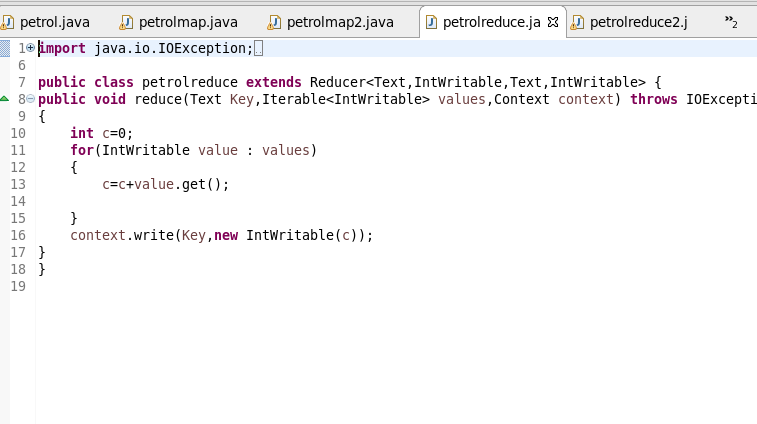 petrol.java petrolmap.java petrolmap2.java petrolreduce.ja petrolreduce2.j »2
1 import java.io.IOException;
6
7 public class petrolreduce extends Reducer<Text,IntWritable,Text,IntWritable> {
8 public void reduce(Text Key,Iterable<IntWritable> values,Context context) throws IOExcepti
9 {
10 int c=0;
11 for(IntWritable value : values)
12 {
13 c=c+value.get();
14
15 }
16 context.write(Key,new IntWritable(c));
17 }
18 }
19